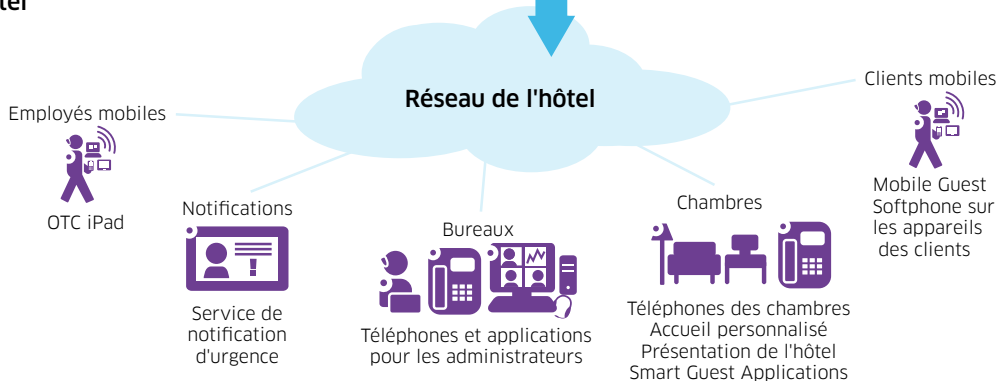 Réseau de l'hôtel
Clients mobiles
Employés mobiles
OTC iPad
Mobile Guest
Softphone sur
les appareils
des clients
Notifications
Service de
notification
d'urgence
Bureaux
Téléphones et applications
pour les administrateurs
Chambres
Téléphones des chambres
Accueil personnalisé
Présentation de l'hôtel
Smart Guest Applications